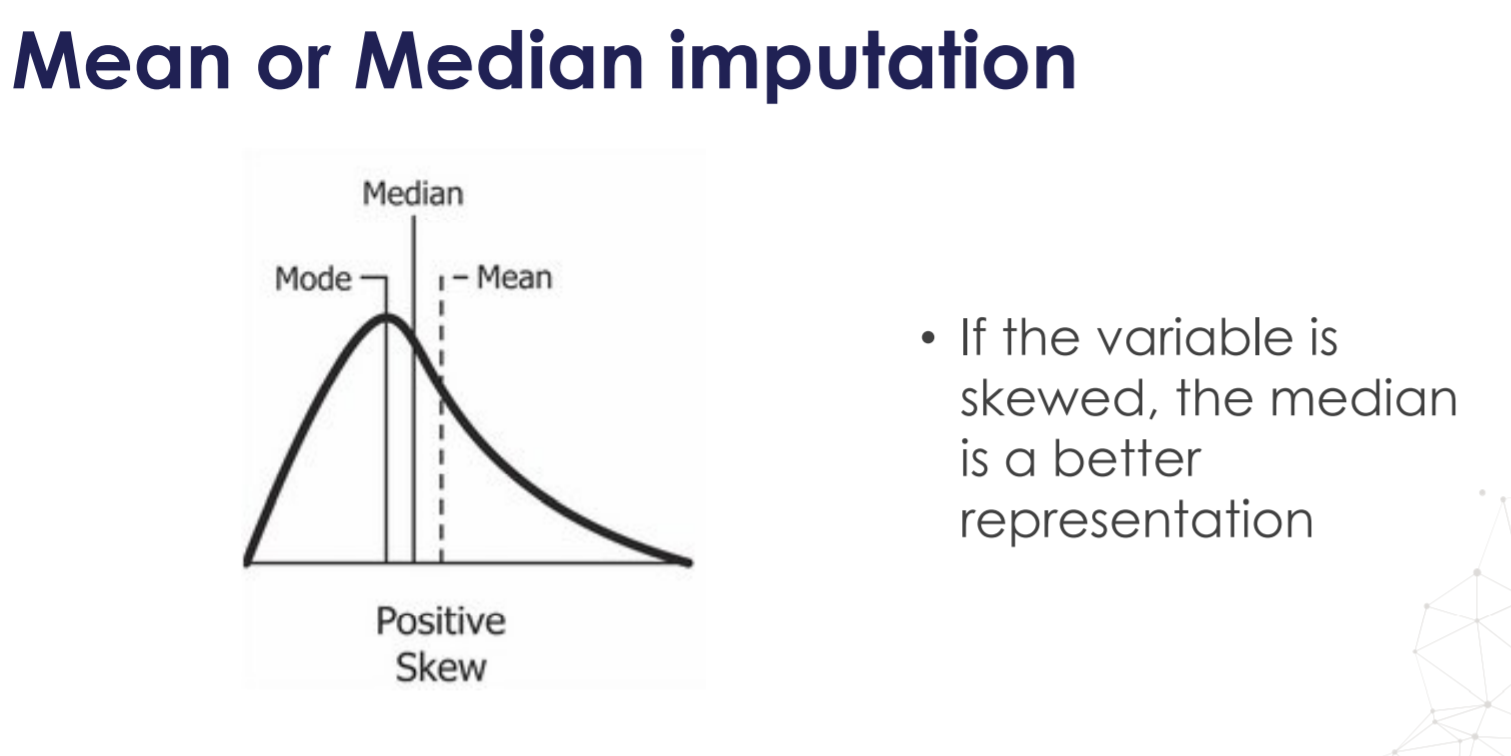 Mean or Median imputation
Median
Mode
Mean
• If the variable is
skewed, the median
is a better
representation
Positive
Skew